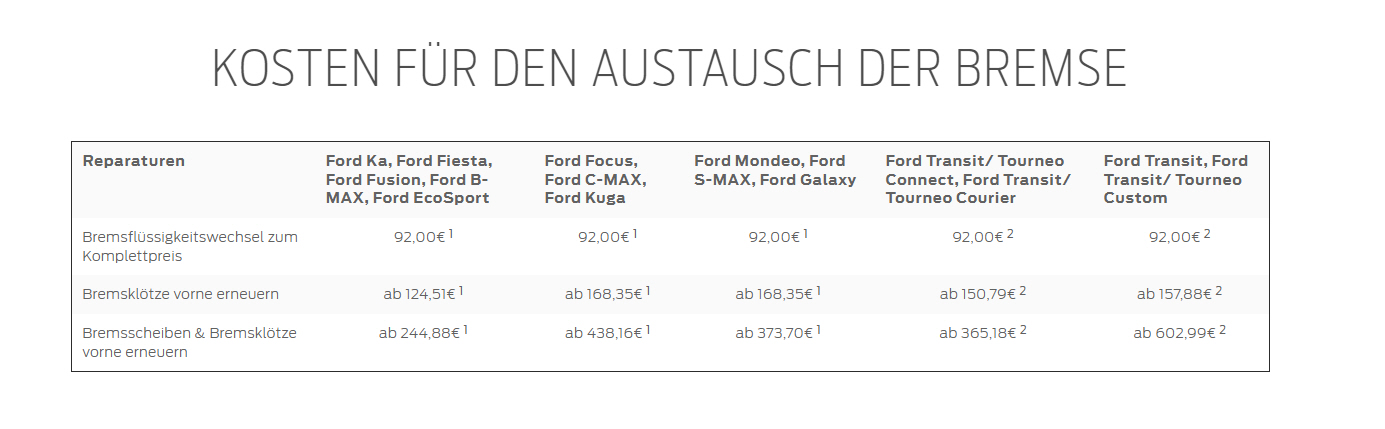 KOSTEN FÜR DEN AUSTAUSCH DER BREMSE
Reparaturen
Ford Ka, Ford Fiesta,
Ford Fusion, Ford B-
MAX, Ford EcoSport
Ford Focus,
Ford C-MAX,
Ford Kuga
Ford Mondeo, Ford
S-MAX, Ford Galaxy
Ford Transit/ Tourneo
Connect, Ford Transit/
Tourneo Courier
Ford Transit, Ford
Transit/ Tourneo
Custom
Bremsflüssigkeitswechsel zum
Komplettpreis
92,00€ 1
92,00€ 1
92,00€ 1
92,00€ 2
92,00€ 2
Bremsklötze vorne erneuern
ab 124,51€ 1
ab 168,35€ 1
ab 168,35€ 1
ab 150,79€ 2
ab 157,88€ 2
Bremsscheiben & Bremsklötze
vorne erneuern
ab 244,88€ 1
ab 438,16€ 1
ab 373,70€ 1
ab 365,18€ 2
ab 602,99€ 2